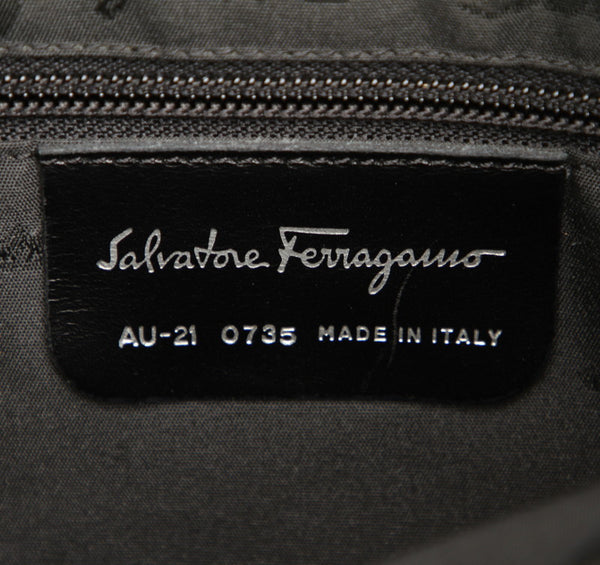 Salvatore Ferragamo
AU-21 0735 MADE IN ITALY